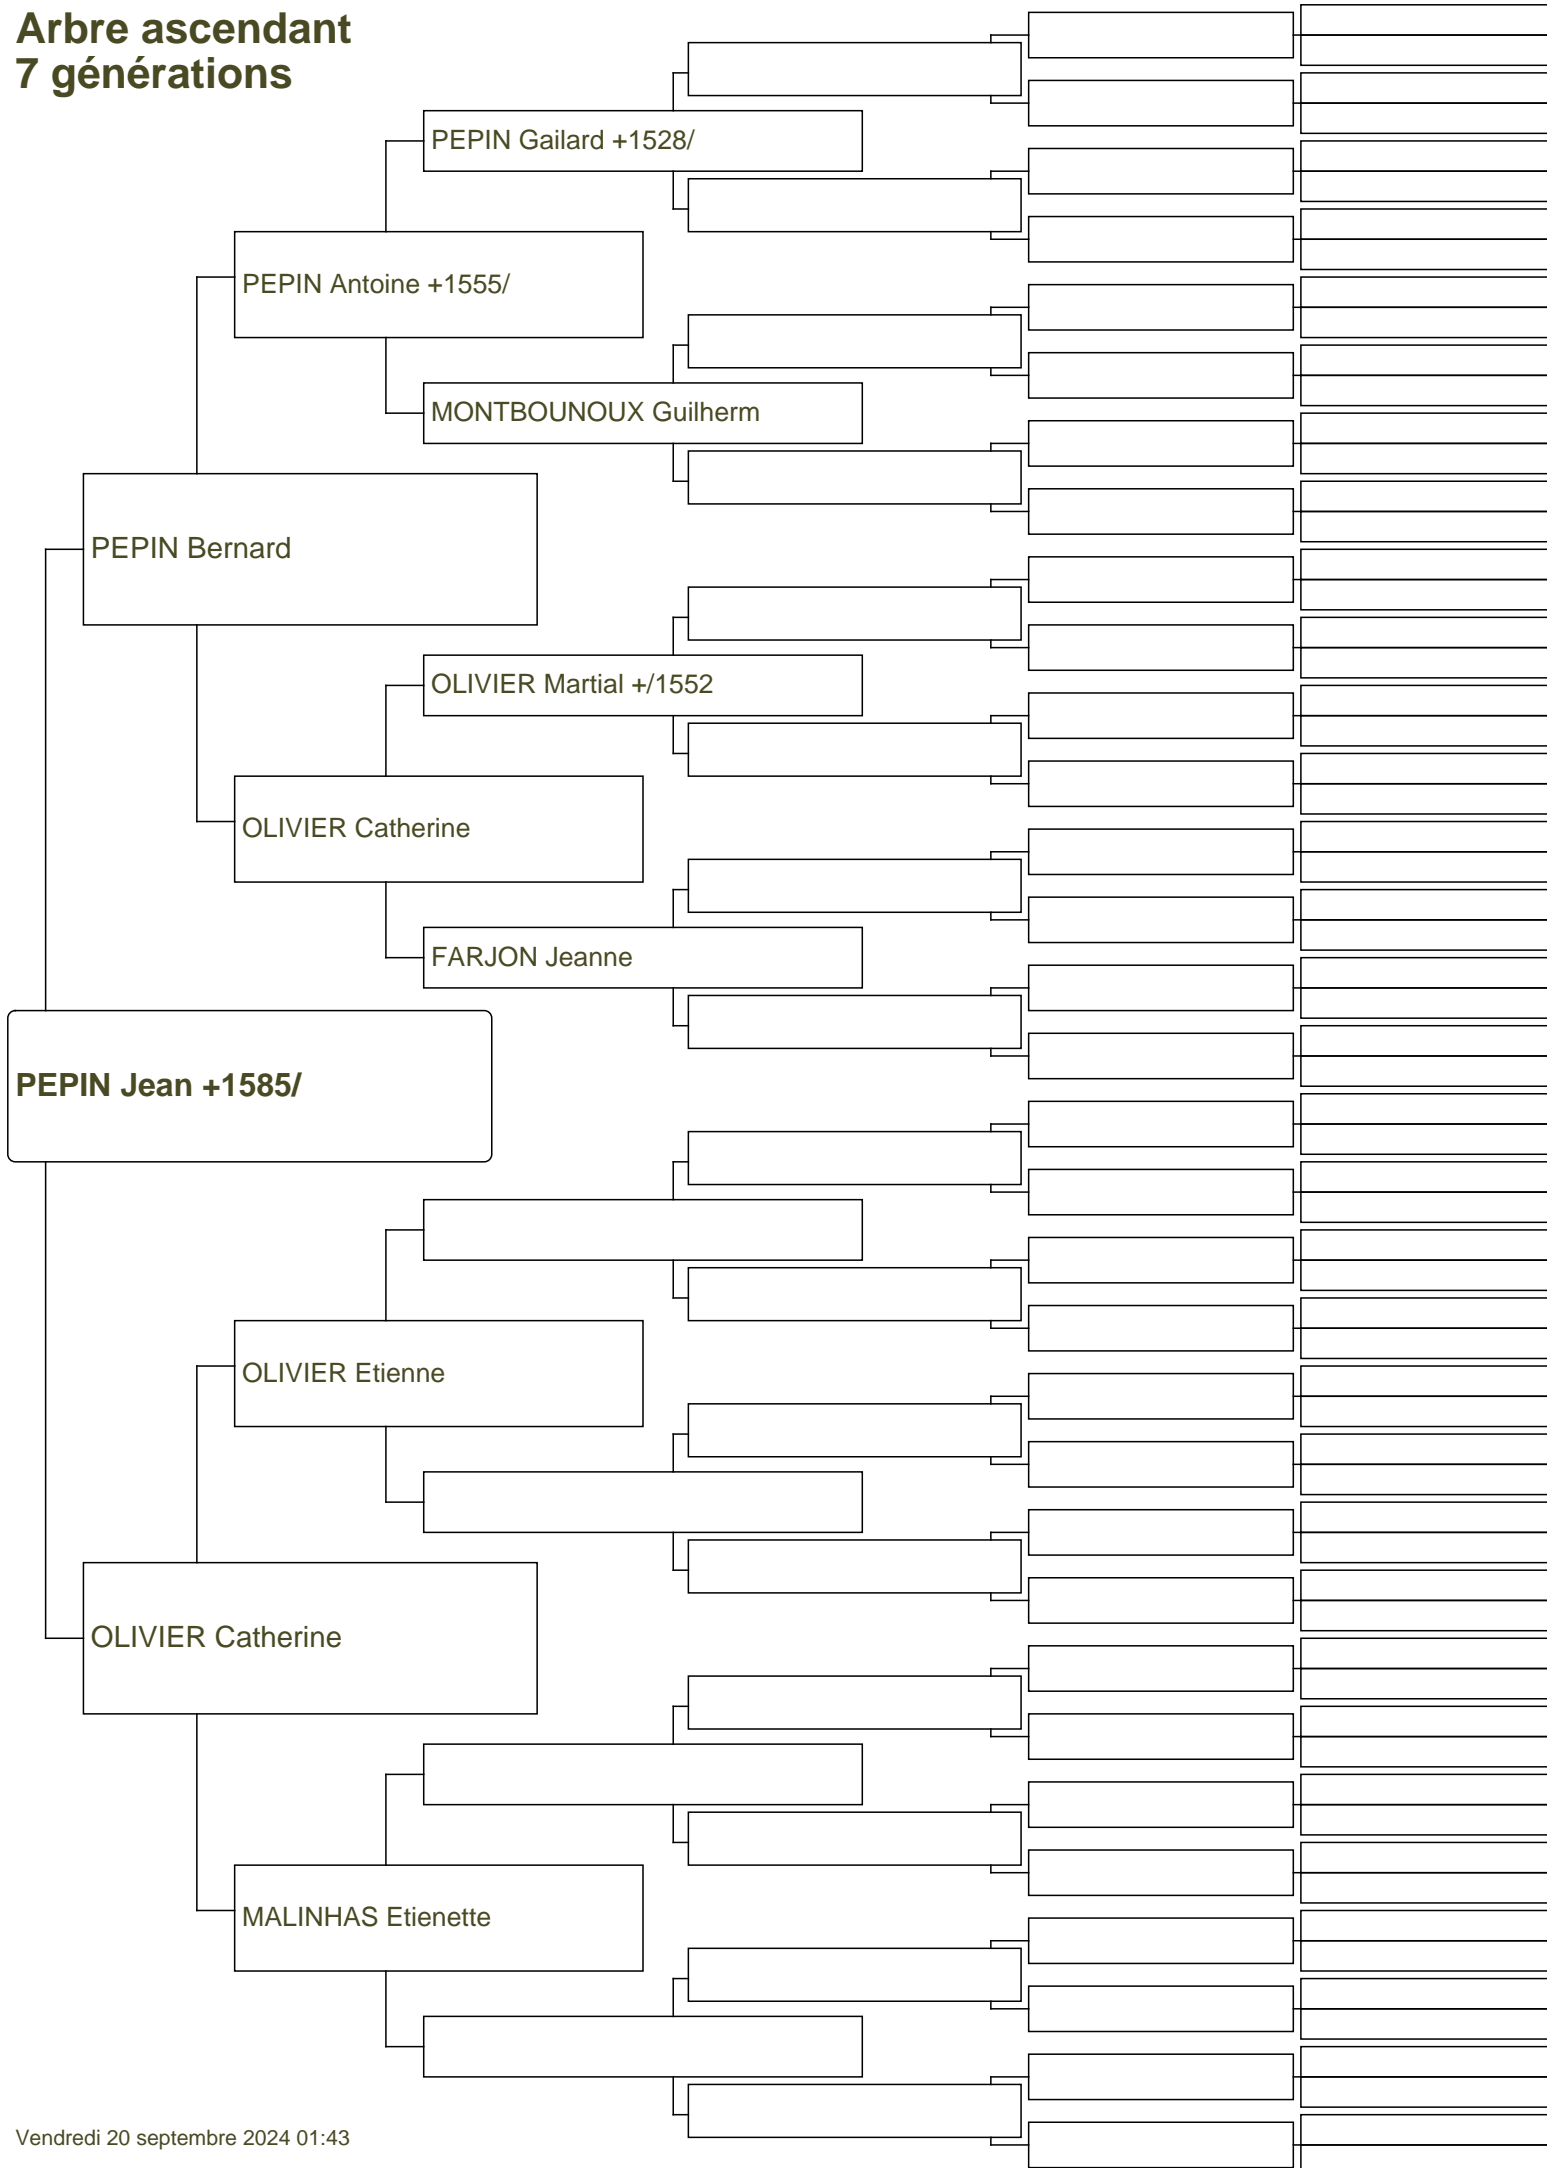 Arbre ascendant
7 générations
PEPIN Gailard +1528/
PEPIN Antoine +1555/
MONTBOUNOUX Guilherm
PEPIN Bernard
OLIVIER Martial +/1552
OLIVIER Catherine
FARJON Jeanne
PEPIN Jean +1585/
OLIVIER Etienne
OLIVIER Catherine
MALINHAS Etienette
Vendredi 20 septembre 2024 01:43